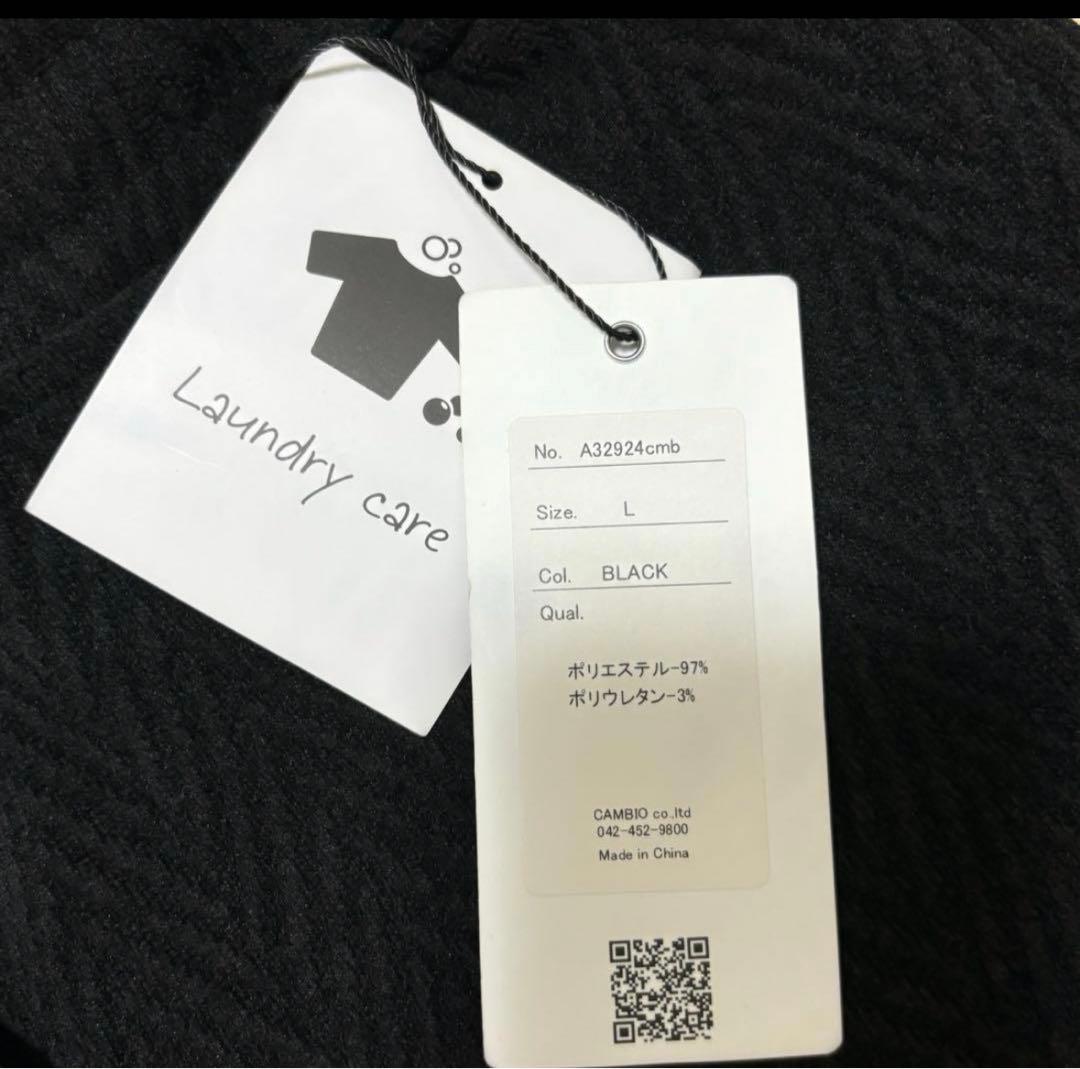 Laundry care
No. A32924cmb
Size. L
Col. BLACK
Qual.
ポリエステル-97%
ポリウレタン-3%
CAMBIO co.,ltd
042-452-9800
Made in China